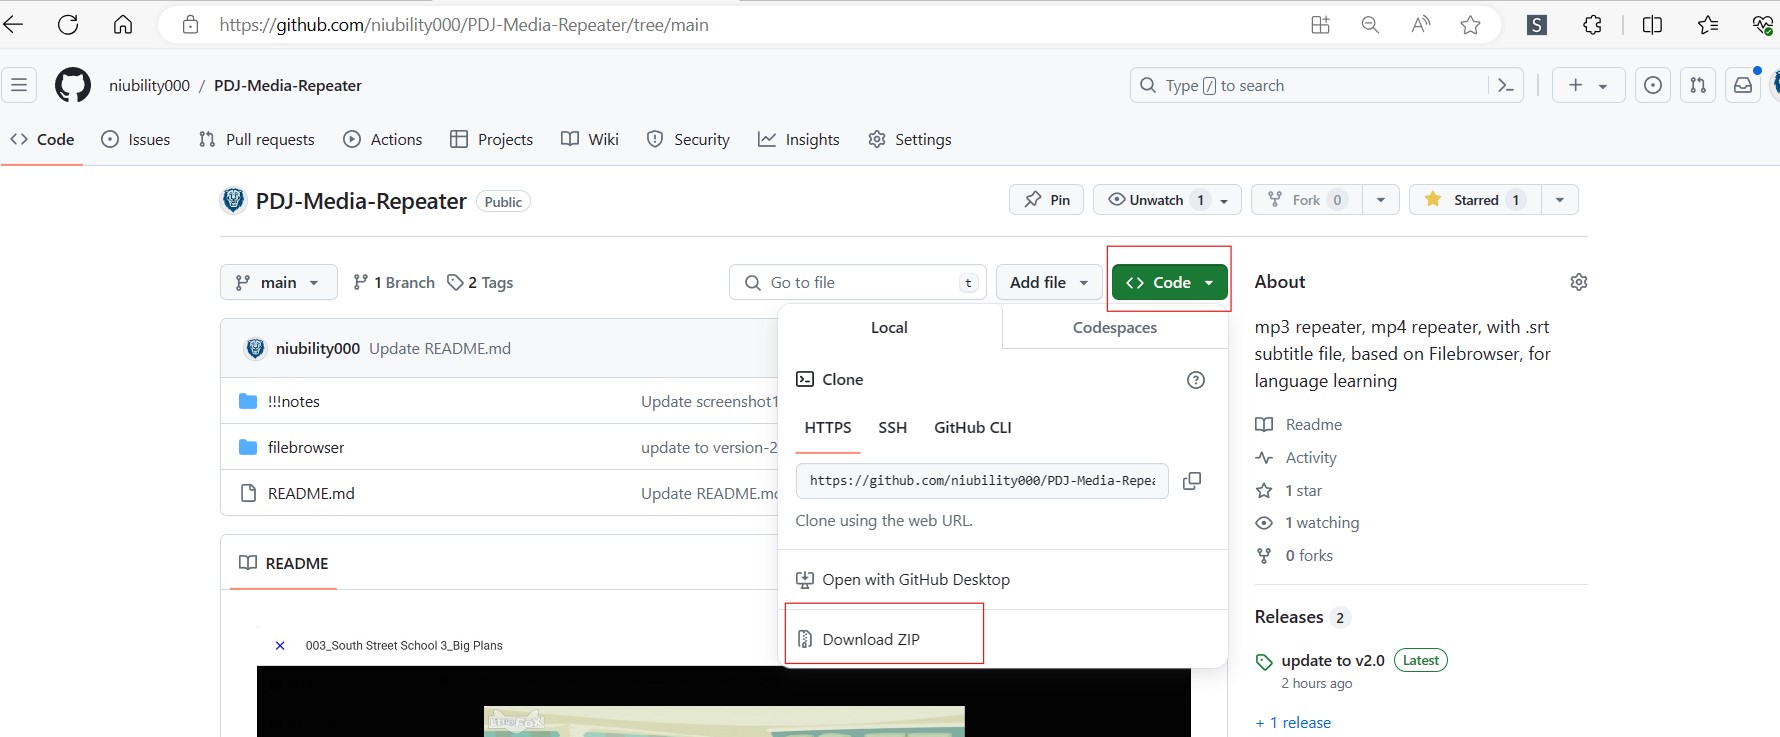 https://github.com/niubility000/PDJ-Media-Repeater/tree/main
niubility000 / PDJ-Media-Repeater
Type / to search
Code Issues Pull requests Actions Projects Wiki Security Insights Settings
PDJ-Media-Repeater Public
Pin Unwatch 1 Fork 0 Starred 1
main 1 Branch 2 Tags Go to file t Add file Code
Local Codespaces
Clone
HTTPS SSH GitHub CLI
https://github.com/niubility000/PDJ-Media-Repea
Clone using the web URL.
Open with GitHub Desktop
Download ZIP
niubility000 Update README.md
!!!notes Update screenshot1
filebrowser update to version-2
README.md Update README.md
README
003_South Street School 3_Big Plans
About
mp3 repeater, mp4 repeater, with .srt
subtitle file, based on Filebrowser, for
language learning
Readme
Activity
1 star
1 watching
0 forks
Releases 2
update to v2.0 Latest
2 hours ago
+ 1 release